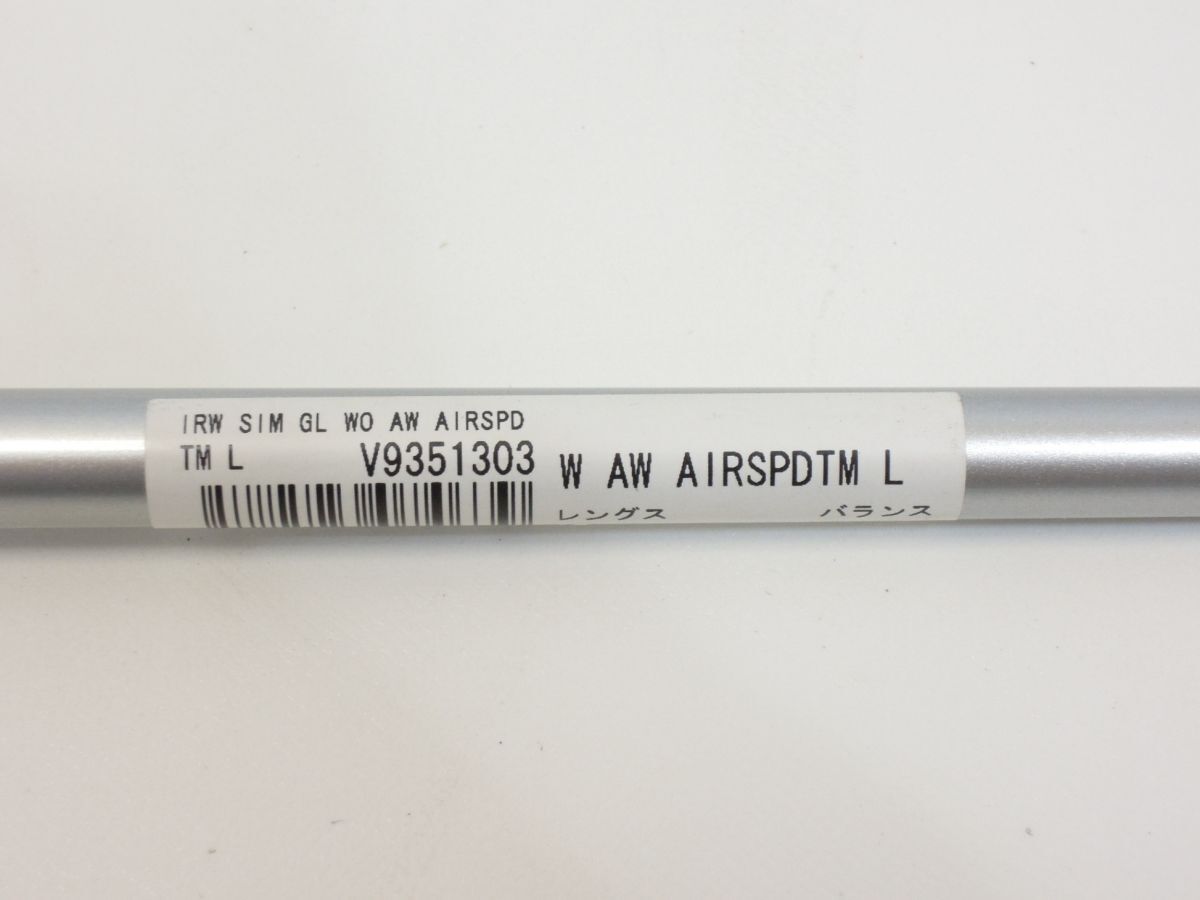 IRW SIM GL WO AW AIRSPD
TM L V9351303
W AW AIRSPDTM L
レングス バランス